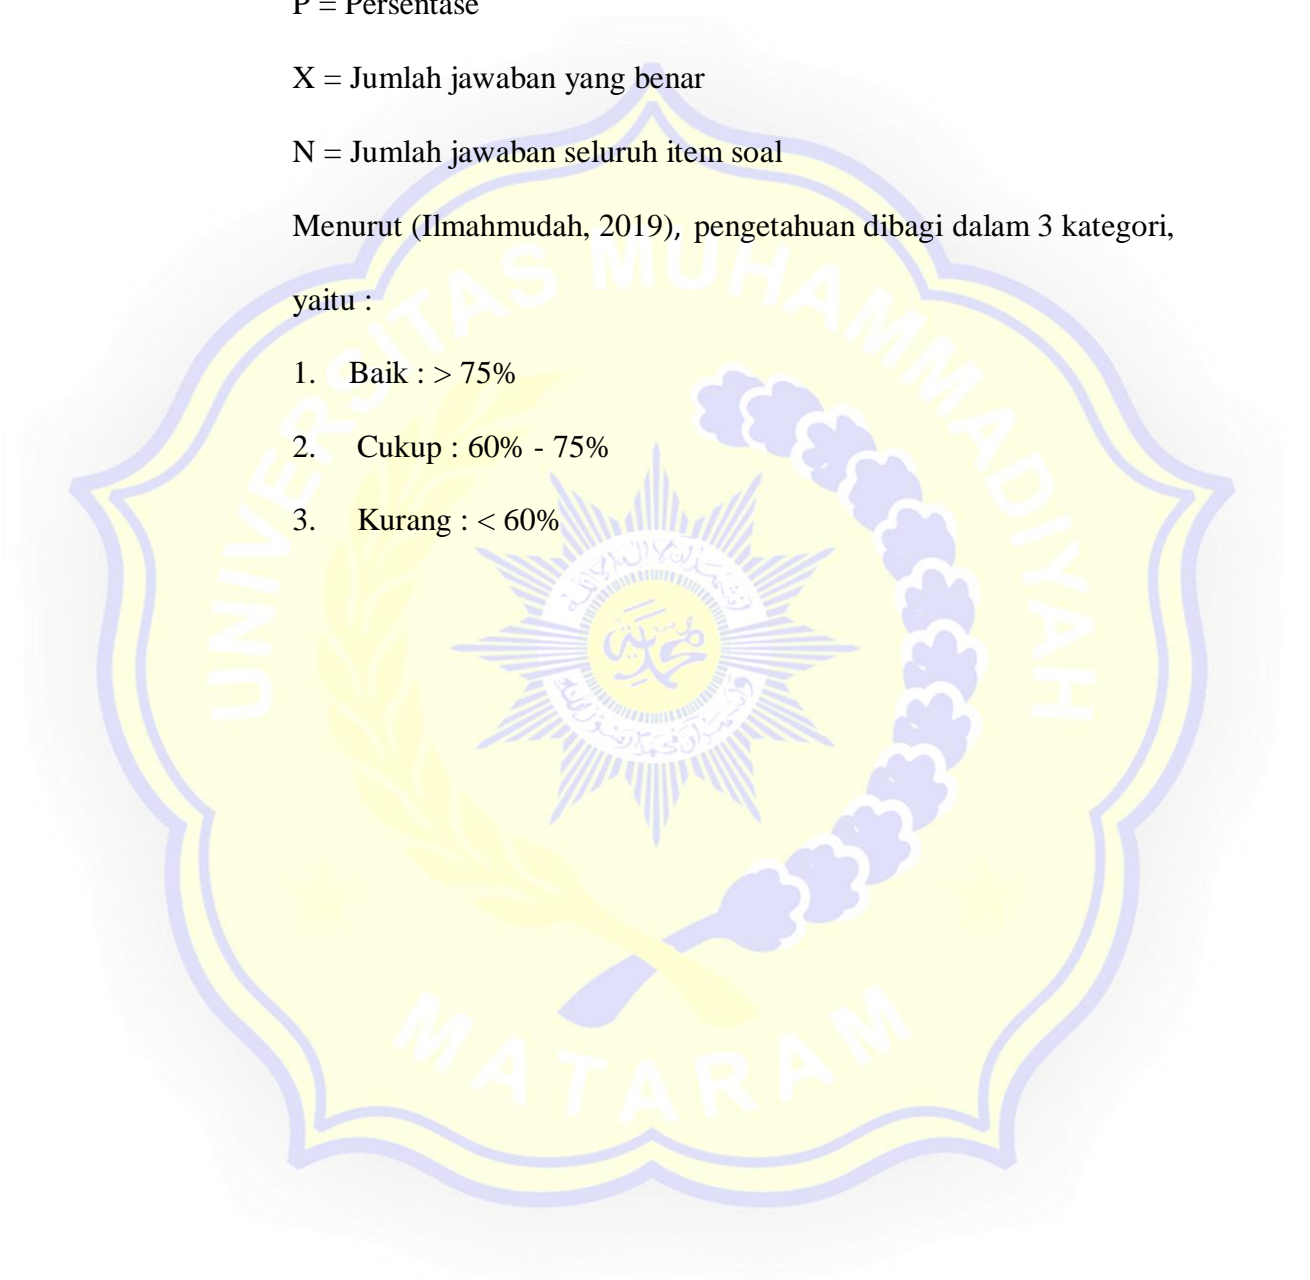 P = Persentase
X = Jumlah jawaban yang benar
N = Jumlah jawaban seluruh item soal
Menurut (Ilmahmudah, 2019), pengetahuan dibagi dalam 3 kategori,
yaitu :
1. Baik : > 75%
2. Cukup : 60% - 75%
3. Kurang : < 60%
UNIVERSITAS MUHAMMADIYAH
MATARAM